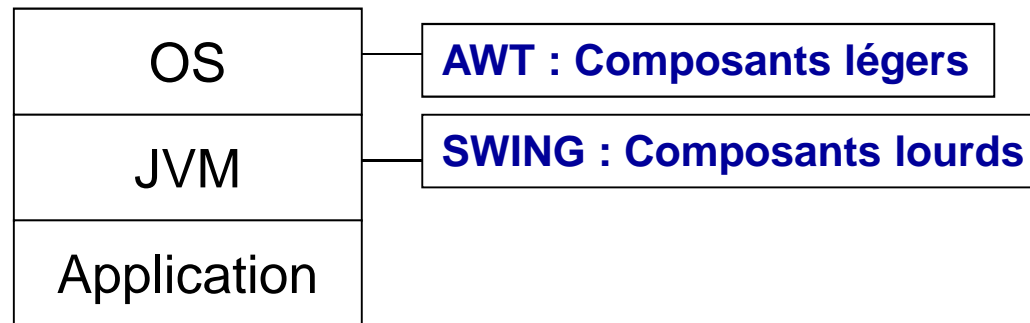 OS
AWT : Composants légers
JVM
SWING : Composants lourds
Application